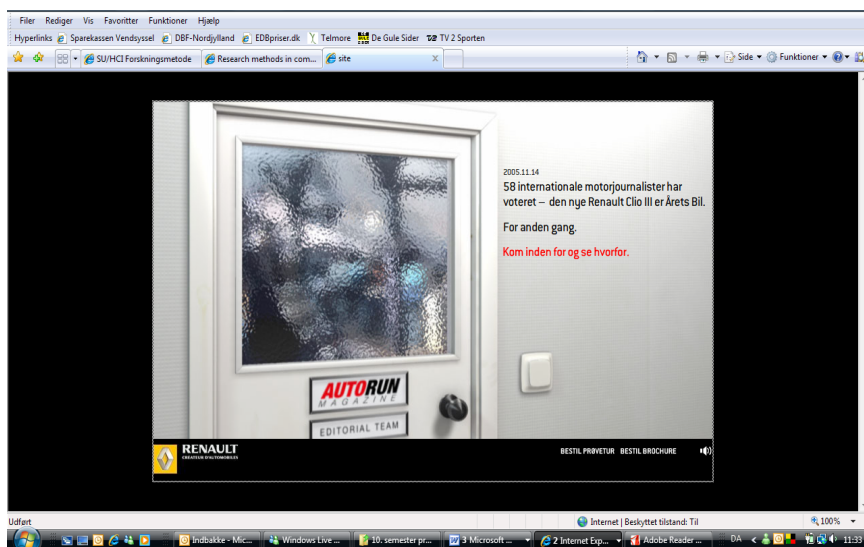 Filer Rediger Vis Favoritter Funktioner Hjælp
Hyperlinks Sparekassen Vendsyssel DBF-Nordjylland EDBpriser.dk Telmore De Gule Sider TV 2 Sporten
SU/HCI Forskningsmetode Research methods in com... site x Side Funktioner
2005.11.14
58 internationale motorjournalister har
voteret – den nye Renault Clio III er Årets Bil.
For anden gang.
Kom inden for og se hvorfor.
AUTORUN
MAGAZINE
EDITORIAL TEAM
RENAULT
CREATEUR D'AUTOMOBILES
BESTIL PRØVETUR BESTIL BROCHURE
Udført Internet | Beskyttet tilstand: Til 100%
Indbakke - Mic... Windows Live ... 10. semester pr... 3 Microsoft ... 2 Internet Exp... Adobe Reader ... DA 11:33